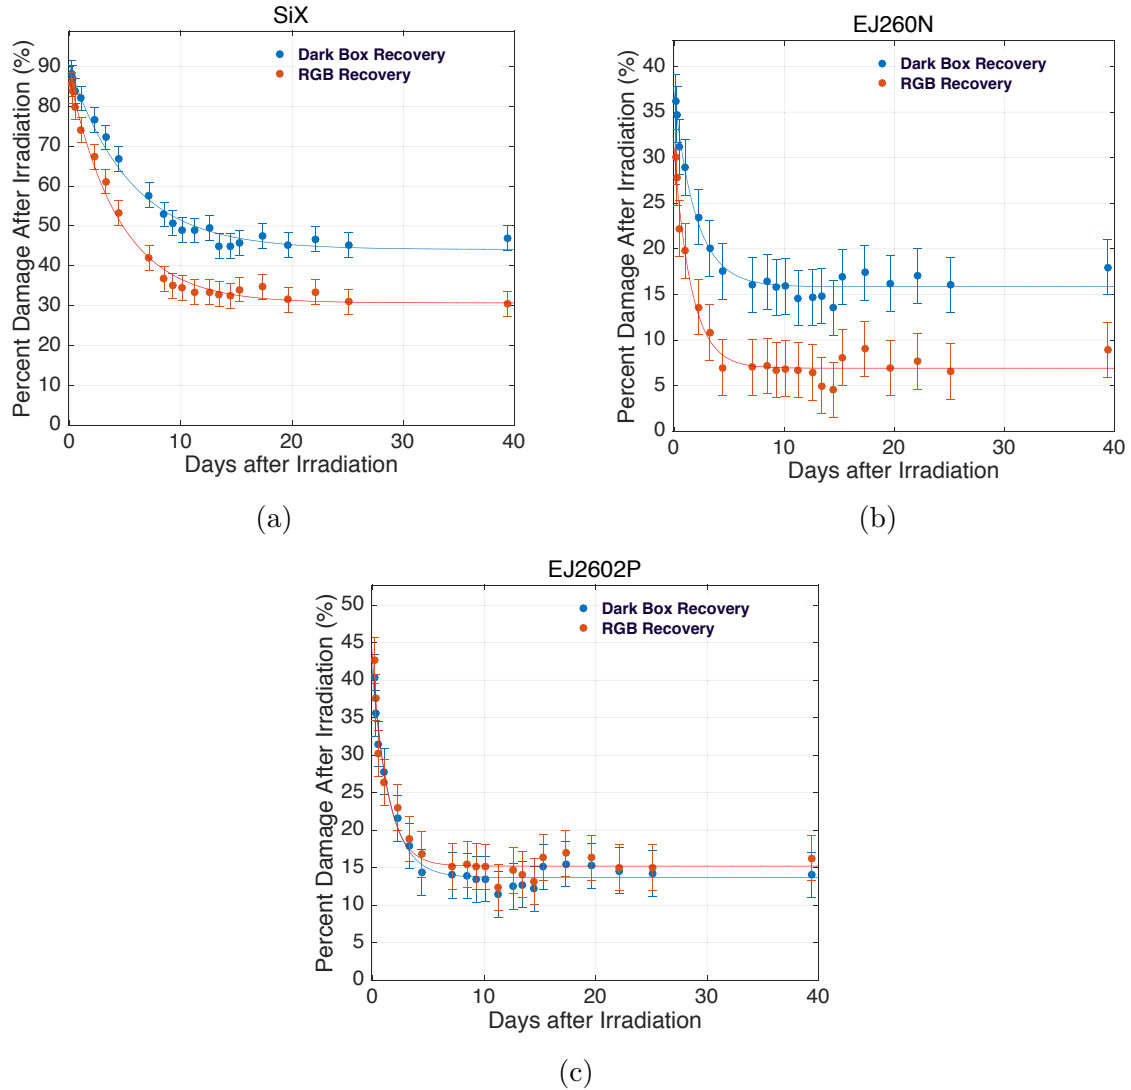 SiX
Dark Box Recovery
RGB Recovery
Percent Damage After Irradiation (%)
90
80
70
60
50
40
30
20
10
0
0 10 20 30 40
Days after Irradiation
(a)
EJ260N
Dark Box Recovery
RGB Recovery
Percent Damage After Irradiation (%)
40
35
30
25
20
15
10
5
0
0 10 20 30 40
Days after Irradiation
(b)
EJ2602P
Dark Box Recovery
RGB Recovery
Percent Damage After Irradiation (%)
50
45
40
35
30
25
20
15
10
5
0
0 10 20 30 40
Days after Irradiation
(c)